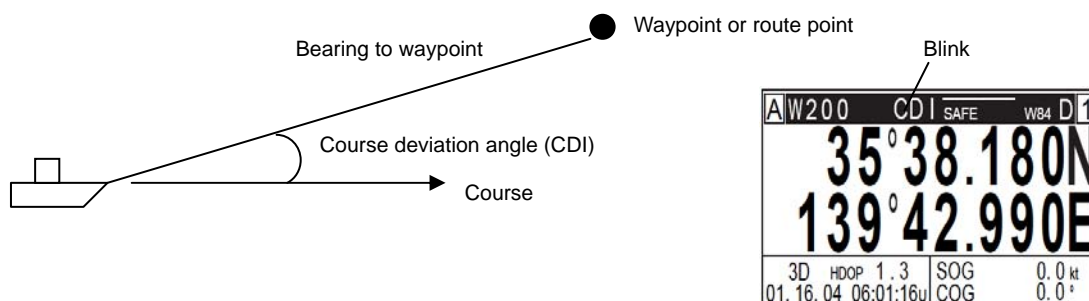 Waypoint or route point
Bearing to waypoint
Blink
Course deviation angle (CDI)
Course
A W200 CDI SAFE W84 D 1
35°38.180N
139°42.990E
3D HDOP 1.3 SOG 0.0 kt
01. 16. 04 06:01:16u COG 0.0 °